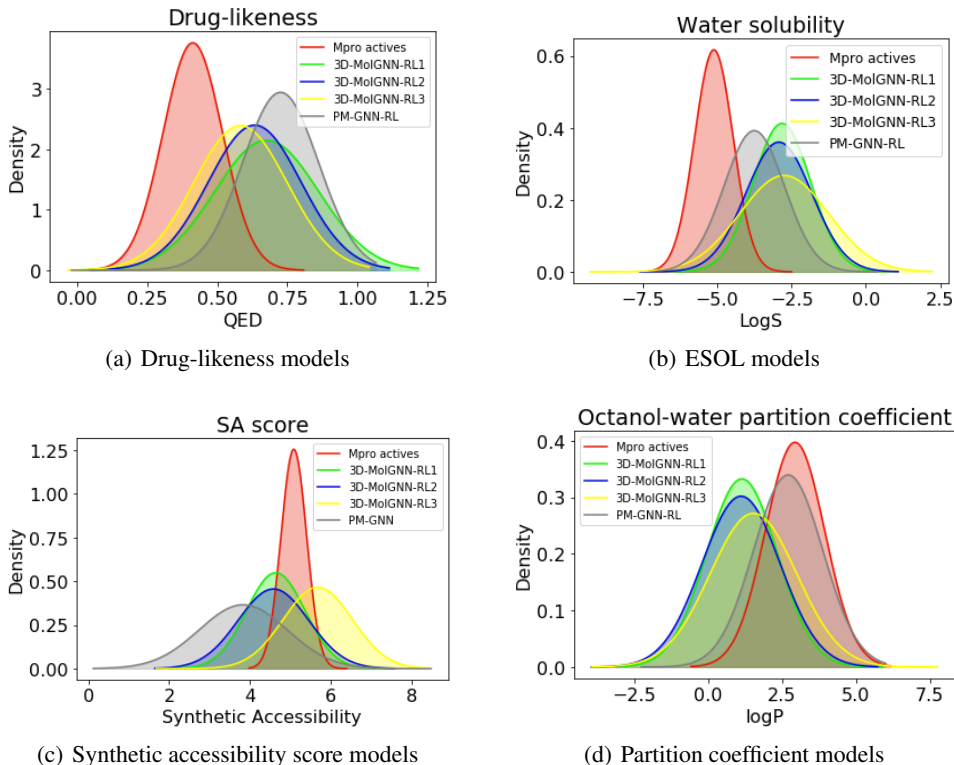 Drug-likeness
Density
3
2
1
0
Mpro actives
3D-MolGNN-RL1
3D-MolGNN-RL2
3D-MolGNN-RL3
PM-GNN-RL
0.00 0.25 0.50 0.75 1.00 1.25
QED
(a) Drug-likeness models
Water solubility
Density
0.6
0.4
0.2
0.0
Mpro actives
3D-MolGNN-RL1
3D-MolGNN-RL2
3D-MolGNN-RL3
PM-GNN-RL
−7.5 −5.0 −2.5 0.0 2.5
LogS
(b) ESOL models
SA score
Density
1.25
1.00
0.75
0.50
0.25
0.00
Mpro actives
3D-MolGNN-RL1
3D-MolGNN-RL2
3D-MolGNN-RL3
PM-GNN
0 2 4 6 8
Synthetic Accessibility
(c) Synthetic accessibility score models
Octanol-water partition coefficient
Density
0.4
0.3
0.2
0.1
0.0
Mpro actives
3D-MolGNN-RL1
3D-MolGNN-RL2
3D-MolGNN-RL3
PM-GNN-RL
−2.5 0.0 2.5 5.0 7.5
logP
(d) Partition coefficient models